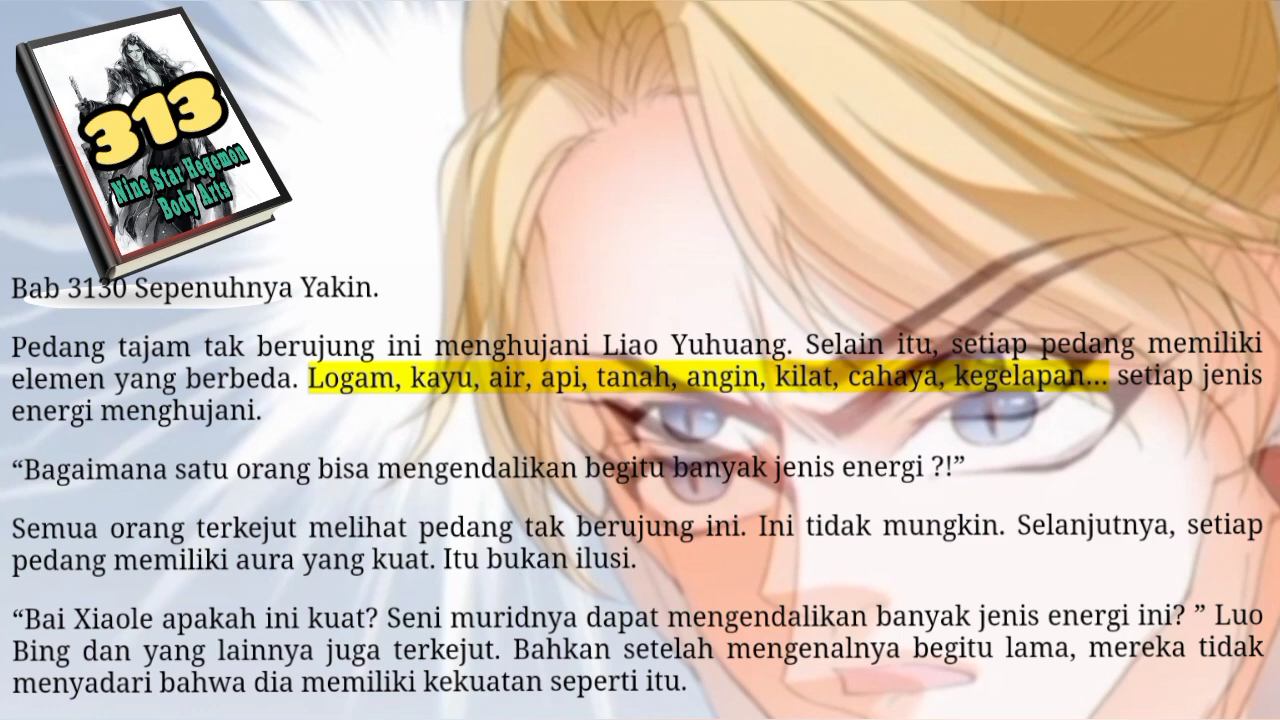 313
Nine Star Hegemon
Body Arts
Bab 3130 Sepenuhnya Yakin.
Pedang tajam tak berujung ini menghujani Liao Yuhuang. Selain itu, setiap pedang memiliki
elemen yang berbeda. Logam, kayu, air, api, tanah, angin, kilat, cahaya, kegelapan... setiap jenis
energi menghujani.
“Bagaimana satu orang bisa mengendalikan begitu banyak jenis energi ?!”
Semua orang terkejut melihat pedang tak berujung ini. Ini tidak mungkin. Selanjutnya, setiap
pedang memiliki aura yang kuat. Itu bukan ilusi.
“Bai Xiaole apakah ini kuat? Seni muridnya dapat mengendalikan banyak jenis energi ini? ” Luo
Bing dan yang lainnya juga terkejut. Bahkan setelah mengenalnya begitu lama, mereka tidak
menyadari bahwa dia memiliki kekuatan seperti itu.